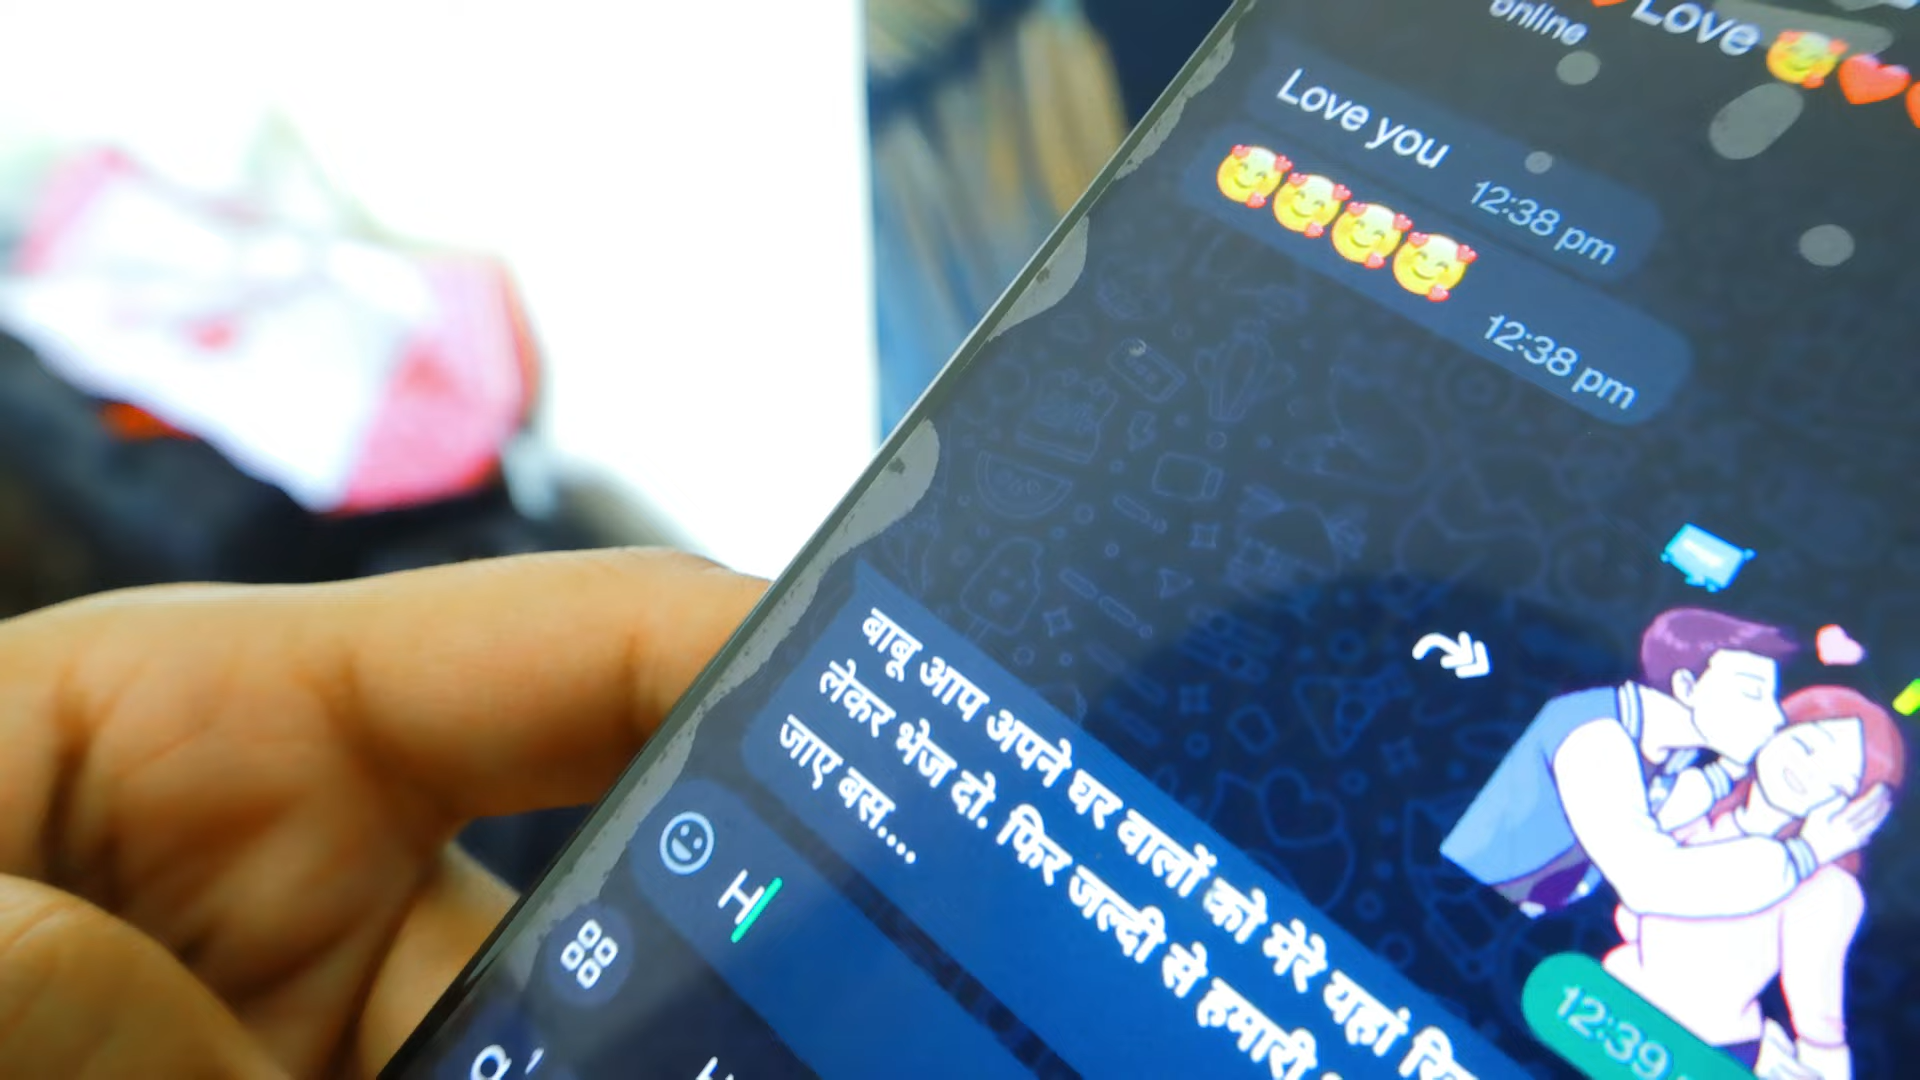 Love 🥰❤️
online
Love you
12:38 pm
🥰🥰🥰🥰
12:38 pm
12:39
बाबू आप अपने घर वालों को मेरे यहां
लेकर भेज दो. फिर जल्दी से हमारी
जाए बस....
H